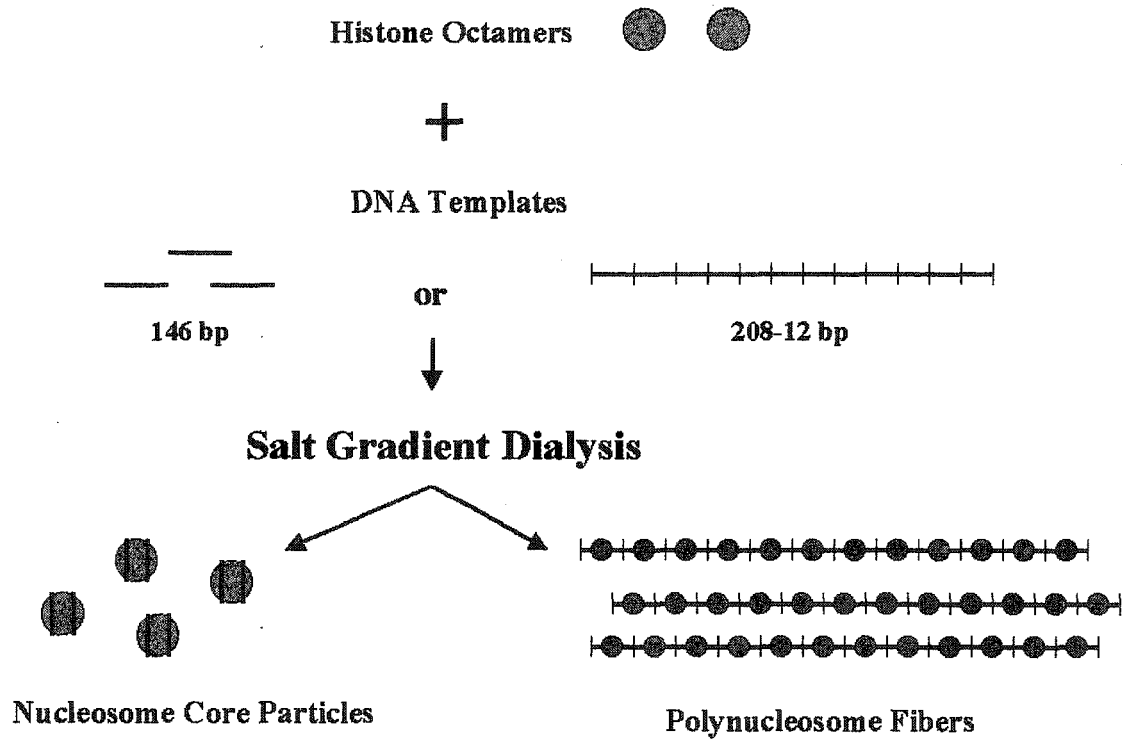 Histone Octamers
+
DNA Templates
or
146 bp
208-12 bp
Salt Gradient Dialysis
Nucleosome Core Particles
Polynucleosome Fibers